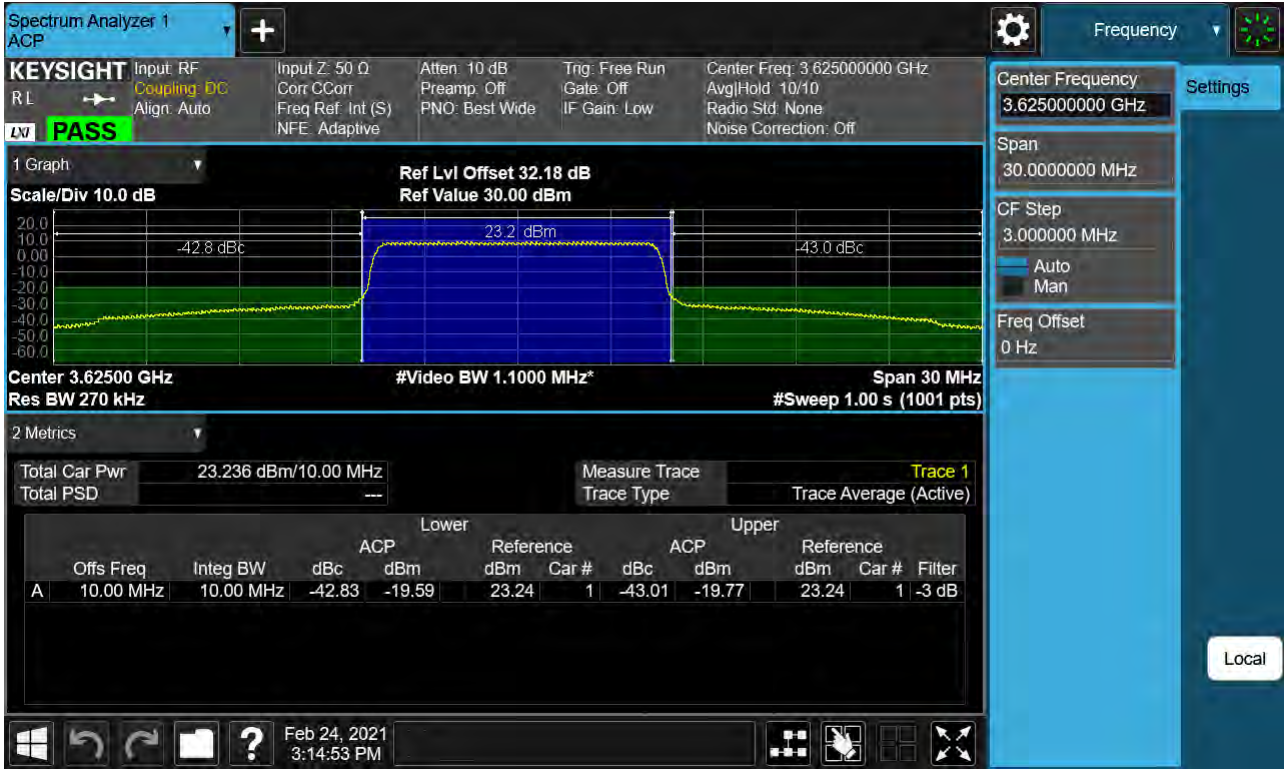 Spectrum Analyzer 1
ACP
Frequency
KEYSIGHT
R L
LXI
PASS
Input: RF
Coupling: DC
Align: Auto
Input Z: 50 Ω
Corr CCorr
Freq Ref: Int (S)
NFE: Adaptive
Atten: 10 dB
Preamp: Off
PNO: Best Wide
Trig: Free Run
Gate: Off
IF Gain: Low
Center Freq: 3.625000000 GHz
Avg|Hold: 10/10
Radio Std: None
Noise Correction: Off
1 Graph
Scale/Div 10.0 dB
Ref Lvl Offset 32.18 dB
Ref Value 30.00 dBm
20.0
10.0
0.00
-10.0
-20.0
-30.0
-40.0
-50.0
-60.0
-42.8 dBc
23.2 dBm
-43.0 dBc
Center 3.62500 GHz
#Video BW 1.1000 MHz*
Span 30 MHz
Res BW 270 kHz
#Sweep 1.00 s (1001 pts)
2 Metrics
Total Car Pwr 23.236 dBm/10.00 MHz
Total PSD ---
Measure Trace Trace 1
Trace Type Trace Average (Active)
Lower Upper
ACP Reference ACP Reference
Offs Freq Integ BW dBc dBm dBm Car # dBc dBm dBm Car # Filter
A 10.00 MHz 10.00 MHz -42.83 -19.59 23.24 1 -43.01 -19.77 23.24 1 -3 dB
Feb 24, 2021
3:14:53 PM
Center Frequency
3.625000000 GHz
Span
30.0000000 MHz
CF Step
3.000000 MHz
Auto
Man
Freq Offset
0 Hz
Settings
Local